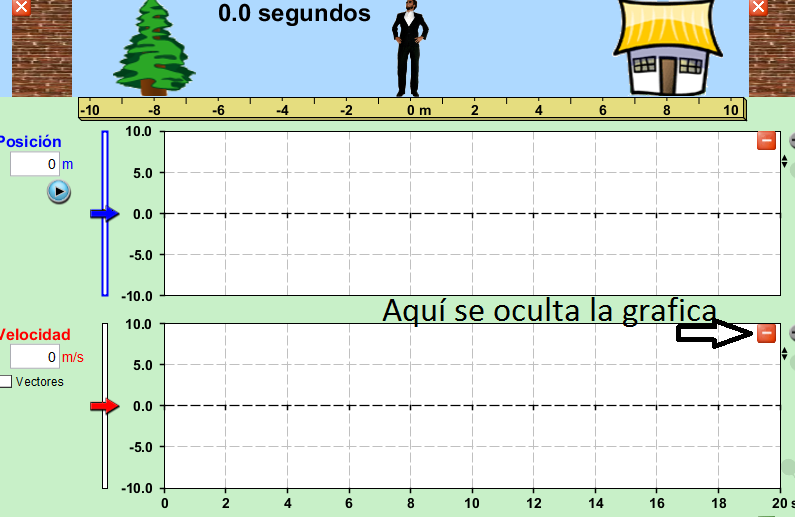 0.0 segundos
-10 -8 -6 -4 -2 0 m 2 4 6 8 10
Posición
0 m
10.0
5.0
0.0
-5.0
-10.0
Aquí se oculta la grafica
Velocidad
0 m/s
Vectores
10.0
5.0
0.0
-5.0
-10.0
0 2 4 6 8 10 12 14 16 18 20 s